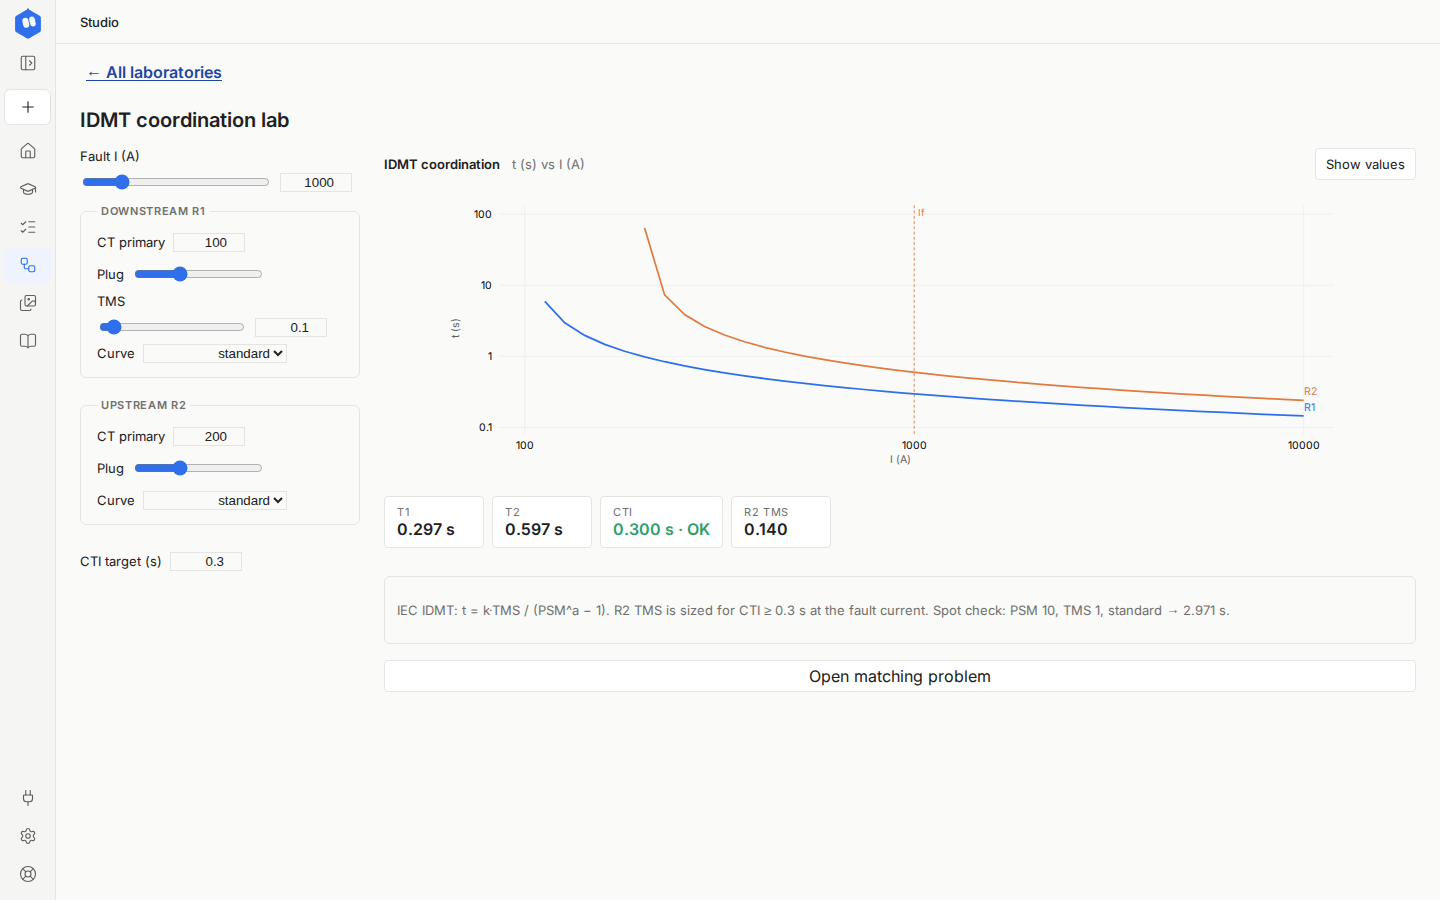 Studio
← All laboratories
IDMT coordination lab
Fault I (A)
1000
DOWNSTREAM R1
CT primary 100
Plug
TMS
0.1
Curve standard
UPSTREAM R2
CT primary 200
Plug
Curve standard
CTI target (s) 0.3
IDMT coordination t (s) vs I (A)
Show values
100
10
1
0.1
t (s)
If
R2
R1
100 1000 10000
I (A)
T1
0.297 s
T2
0.597 s
CTI
0.300 s · OK
R2 TMS
0.140
IEC IDMT: t = k·TMS / (PSM^a − 1). R2 TMS is sized for CTI ≥ 0.3 s at the fault current. Spot check: PSM 10, TMS 1, standard → 2.971 s.
Open matching problem